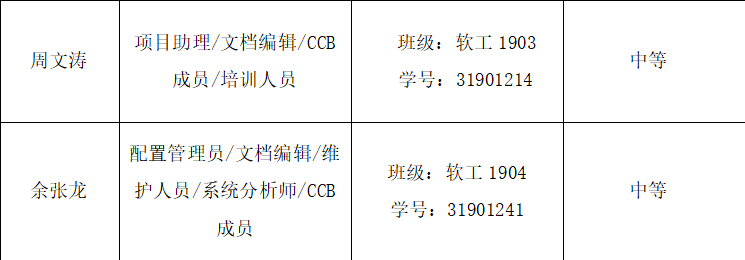 周文涛
项目助理/文档编辑/CCB
成员/培训人员
班级：软工 1903
学号：31901214
中等
余张龙
配置管理员/文档编辑/维
护人员/系统分析师/CCB
成员
班级：软工 1904
学号：31901241
中等